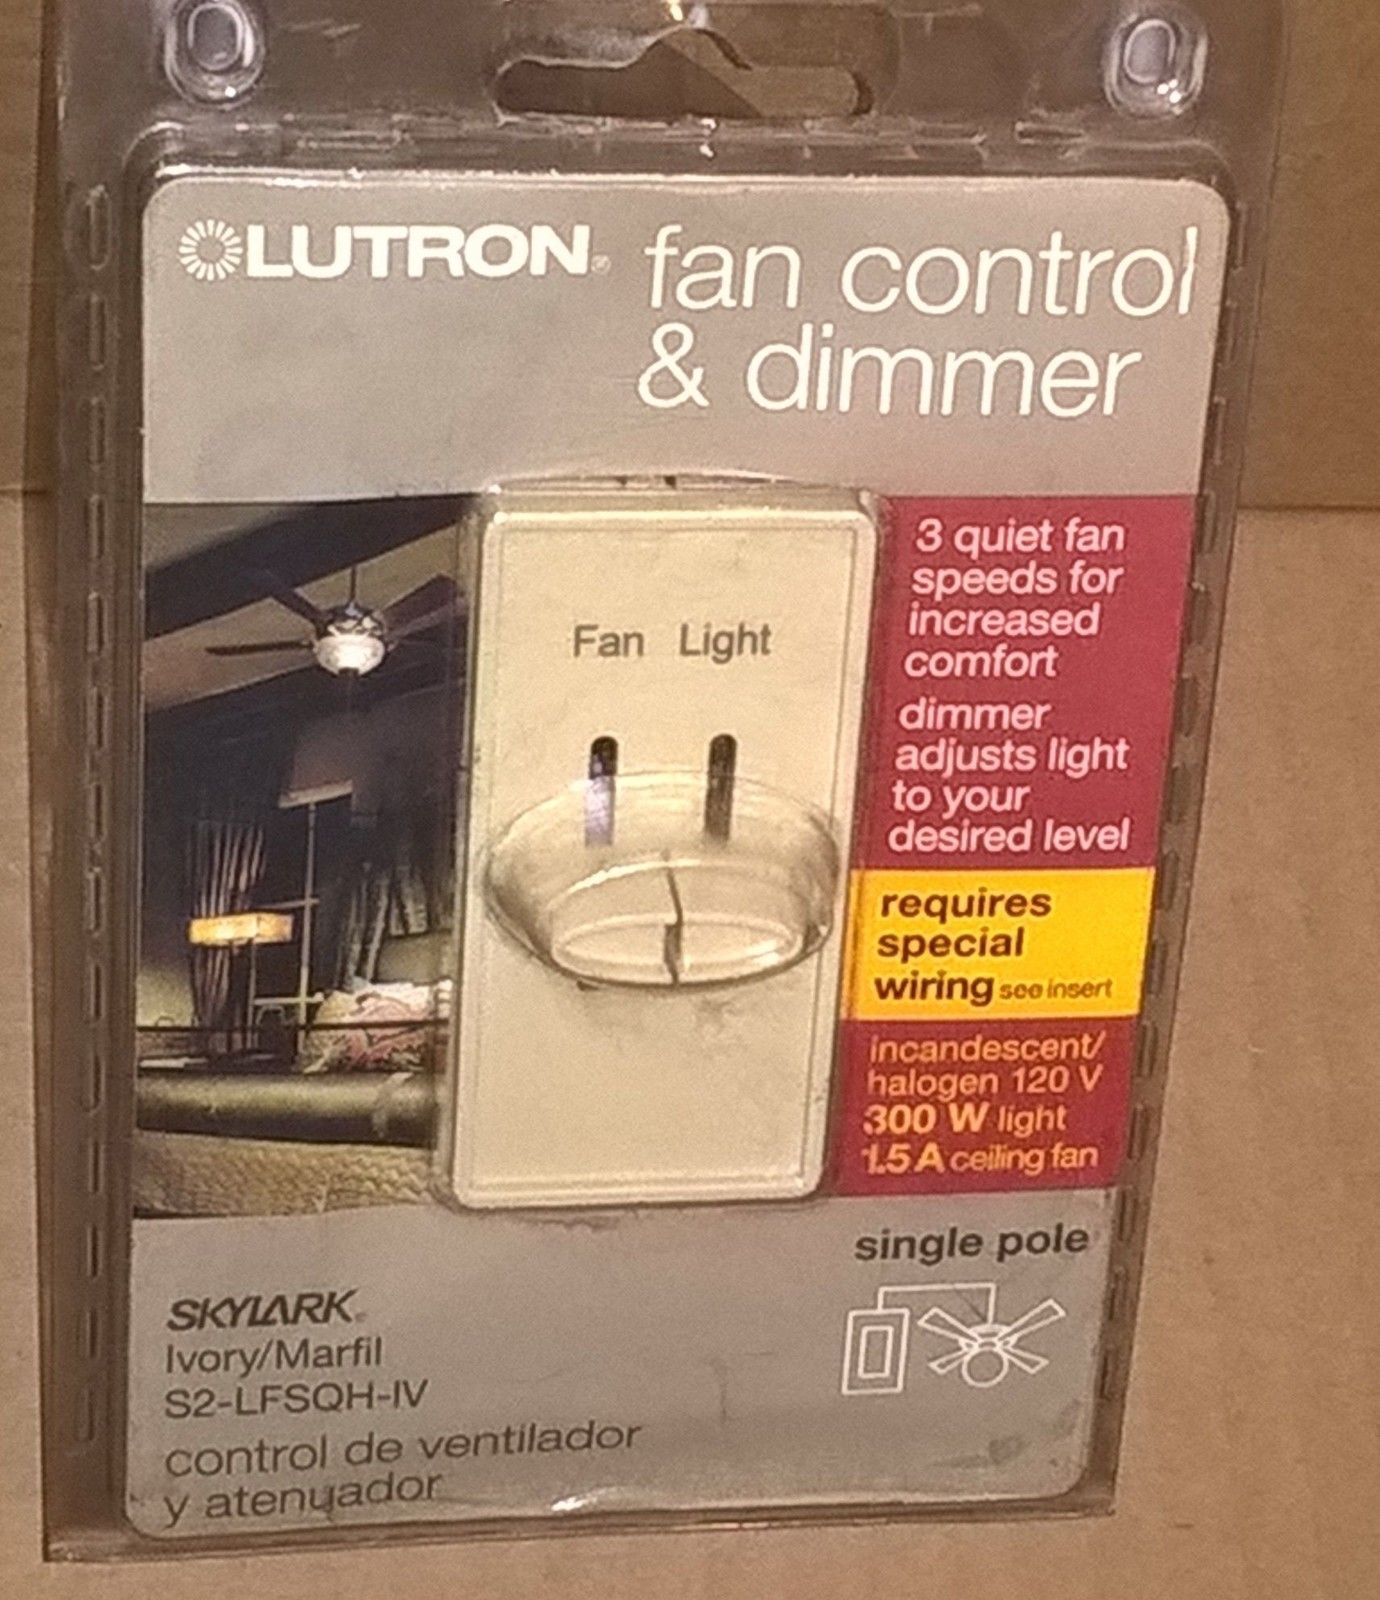 LUTRON®
fan control
& dimmer
Fan Light
3 quiet fan
speeds for
increased
comfort
dimmer
adjusts light
to your
desired level
requires
special
wiring see insert
incandescent/
halogen 120 V
300 W light
1.5 A ceiling fan
single pole
SKYLARK®
Ivory/Marfil
S2-LFSQH-IV
control de ventilador
y atenuador